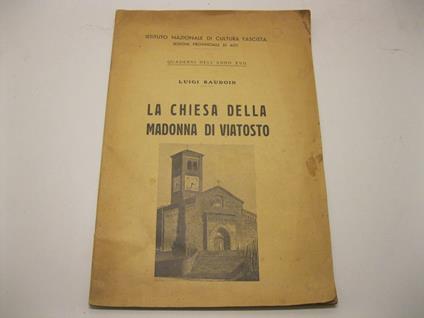 ISTITUTO NAZIONALE DI CULTURA FASCISTA
SEZIONE PROVINCIALE DI ASTI
QUADERNI DELL'ANNO XVII
LUIGI BAUDOIN
LA CHIESA DELLA
MADONNA DI VIATOSTO